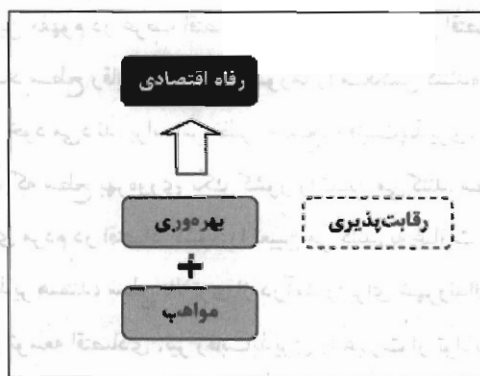 رفاه اقتصادی
بهره‌وری
رقابت‌پذیری
+
مواهب